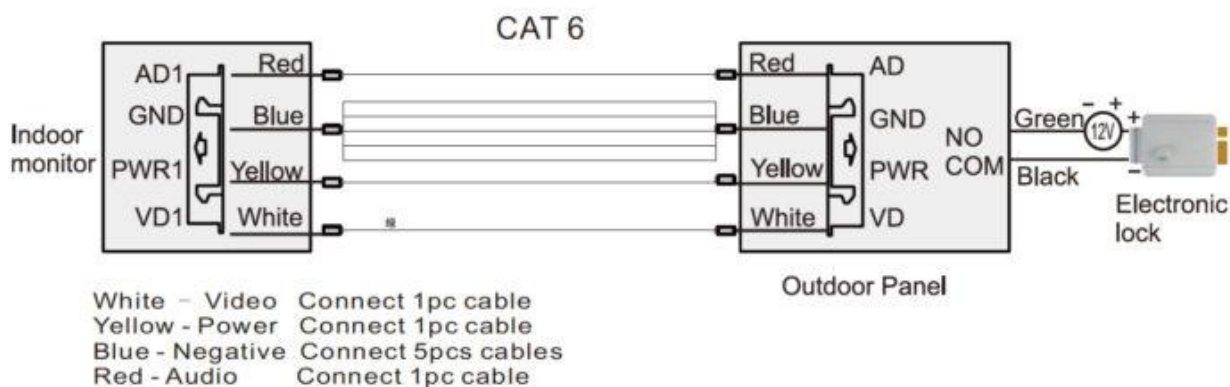 CAT 6
Indoor monitor
AD1
GND
PWR1
VD1
Red
Blue
Yellow
White
Red
Blue
Yellow
White
AD
GND
PWR
VD
NO
COM
Green
Black
- +
12V
+
-
Electronic
lock
Outdoor Panel
White - Video Connect 1pc cable
Yellow - Power Connect 1pc cable
Blue - Negative Connect 5pcs cables
Red - Audio Connect 1pc cable